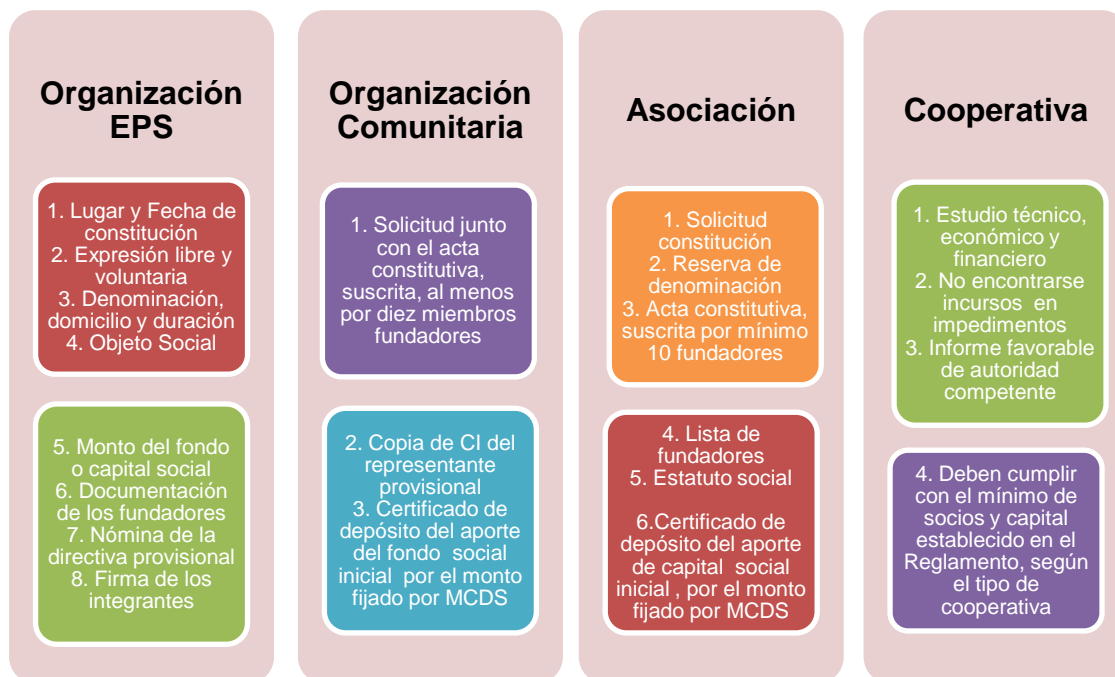 Organización
EPS
1. Lugar y Fecha de
constitución
2. Expresión libre y
voluntaria
3. Denominación,
domicilio y duración
4. Objeto Social
5. Monto del fondo
o capital social
6. Documentación
de los fundadores
7. Nómina de la
directiva provisional
8. Firma de los
integrantes
Organización
Comunitaria
1. Solicitud junto
con el acta
constitutiva,
suscrita, al menos
por diez miembros
fundadores
2. Copia de CI del
representante
provisional
3. Certificado de
depósito del aporte
del fondo social
inicial por el monto
fijado por MCDS
Asociación
1. Solicitud
constitución
2. Reserva de
denominación
3. Acta constitutiva,
suscrita por mínimo
10 fundadores
4. Lista de
fundadores
5. Estatuto social
6.Certificado de
depósito del aporte
de capital social
inicial , por el monto
fijado por MCDS
Cooperativa
1. Estudio técnico,
económico y
financiero
2. No encontrarse
incursos en
impedimentos
3. Informe favorable
de autoridad
competente
4. Deben cumplir
con el mínimo de
socios y capital
establecido en el
Reglamento, según
el tipo de
cooperativa